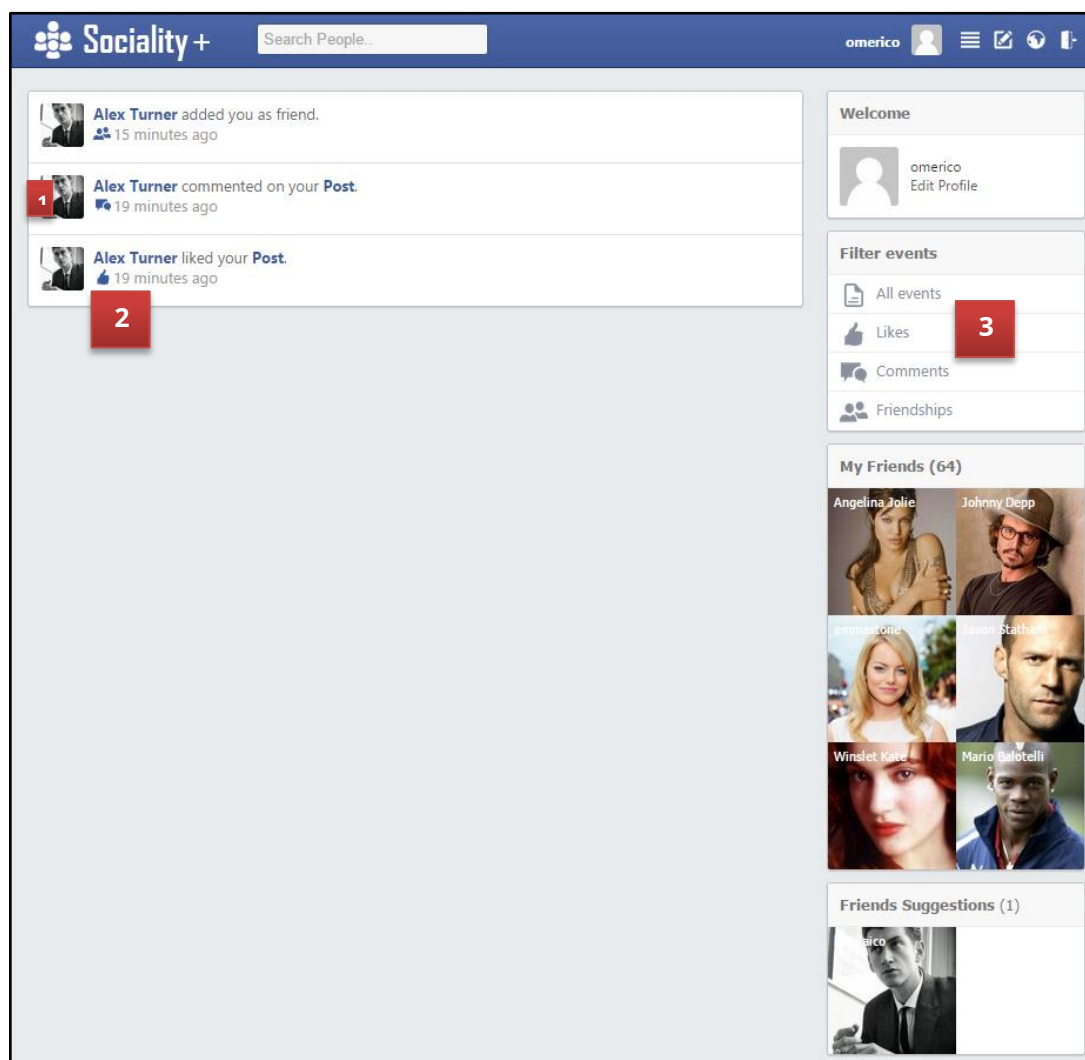 Sociality +
Search People..
omerico
Alex Turner added you as friend.
15 minutes ago
1
Alex Turner commented on your Post.
19 minutes ago
Alex Turner liked your Post.
19 minutes ago
2
Welcome
omerico
Edit Profile
Filter events
All events
3
Likes
Comments
Friendships
My Friends (64)
Angelina Jolie
Johnny Depp
emmastone
Jason Statham
Winslet Kate
Mario Balotelli
Friends Suggestions (1)